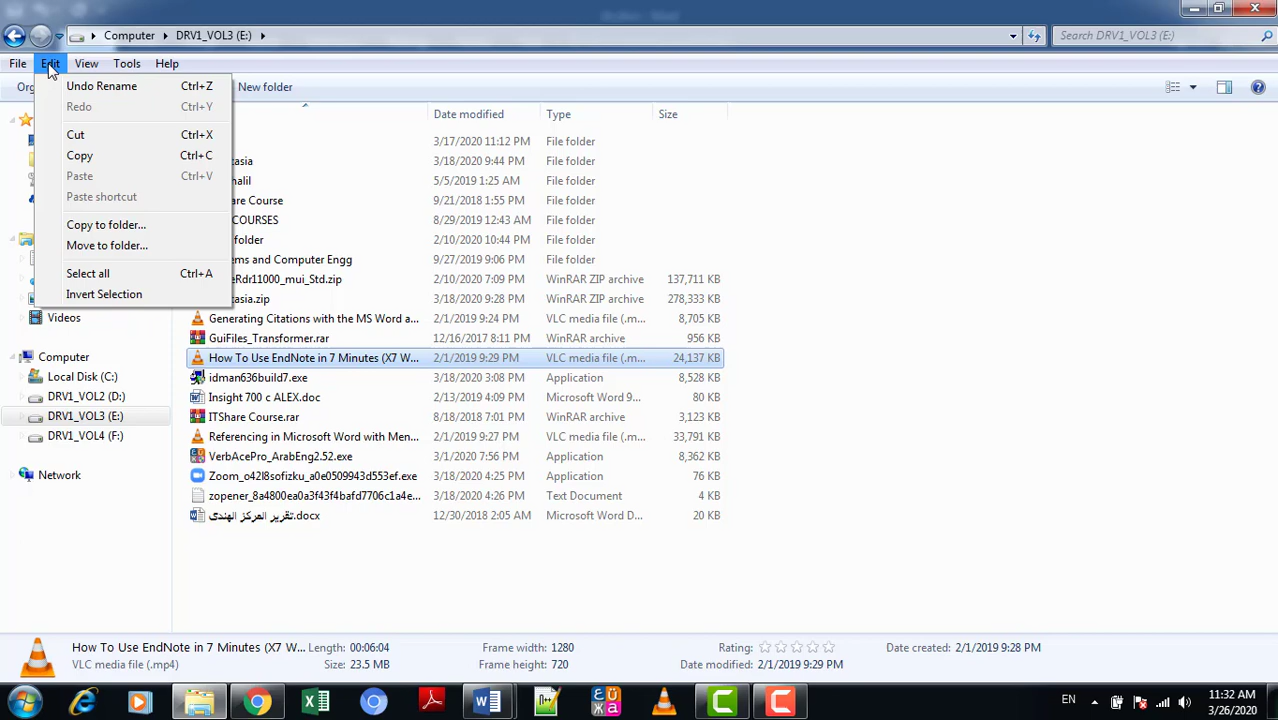 Computer DRV1_VOL3 (E:) Search DRV1_VOL3 (E:)
File Edit View Tools Help
New folder
Undo Rename Ctrl+Z
Redo Ctrl+Y
Cut Ctrl+X
Copy Ctrl+C
Paste Ctrl+V
Paste shortcut
Copy to folder...
Move to folder...
Select all Ctrl+A
Invert Selection
Videos
Computer
Local Disk (C:)
DRV1_VOL2 (D:)
DRV1_VOL3 (E:)
DRV1_VOL4 (F:)
Network
Date modified Type Size
3/17/2020 11:12 PM File folder
3/18/2020 9:44 PM File folder
5/5/2019 1:25 AM File folder
Course 9/21/2018 1:55 PM File folder
COURSES 8/29/2019 12:43 AM File folder
folder 2/10/2020 10:44 PM File folder
and Computer Engg 9/27/2019 9:06 PM File folder
2/10/2020 7:09 PM WinRAR ZIP archive 137,711 KB
3/18/2020 9:28 PM WinRAR ZIP archive 278,333 KB
Generating Citations with the MS Word a... 2/1/2019 9:24 PM VLC media file (.m... 8,705 KB
GuiFiles_Transformer.rar 12/16/2017 8:11 PM WinRAR archive 956 KB
How To Use EndNote in 7 Minutes (X7 W... 2/1/2019 9:29 PM VLC media file (.m... 24,137 KB
idman636build7.exe 3/18/2020 3:08 PM Application 8,528 KB
Insight 700 c ALEX.doc 2/13/2019 4:09 PM Microsoft Word 9... 80 KB
ITShare Course.rar 8/18/2018 7:01 PM WinRAR archive 3,123 KB
Referencing in Microsoft Word with Men... 2/1/2019 9:27 PM VLC media file (.m... 33,791 KB
VerbAcePro_ArabEng2.52.exe 3/1/2020 7:56 PM Application 8,362 KB
Zoom_o42l8sofizku_a0e0509943d553ef.exe 3/18/2020 4:25 PM Application 76 KB
zopener_8a4800ea0a3f43f4bafd7706c1a4e... 3/18/2020 4:26 PM Text Document 4 KB
تقرير المركز الهندى.docx 12/30/2018 2:05 AM Microsoft Word D... 20 KB
How To Use EndNote in 7 Minutes (X7 W... Length: 00:06:04 Frame width: 1280 Rating: Date created: 2/1/2019 9:28 PM
VLC media file (.mp4) Size: 23.5 MB Frame height: 720 Date modified: 2/1/2019 9:29 PM
EN 11:32 AM
3/26/2020